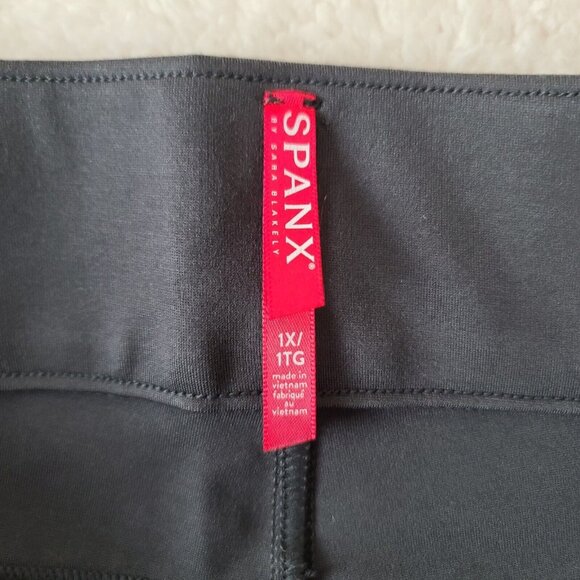 SPANX®
BY SARA BLAKELY
1X/
1TG
made in
vietnam
fabriqué
au
vietnam